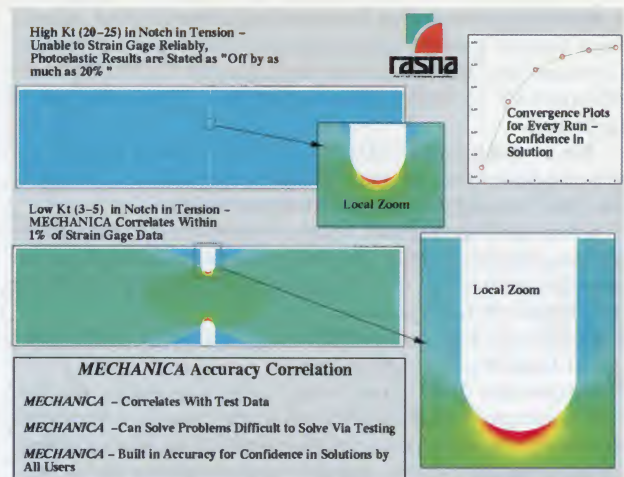 High Kt (20-25) in Notch in Tension –
Unable to Strain Gage Reliably,
Photoelastic Results are Stated as "Off by as
much as 20% "
rasna
Convergence Plots
for Every Run –
Confidence in
Solution
Local Zoom
Low Kt (3-5) in Notch in Tension –
MECHANICA Correlates Within
1% of Strain Gage Data
Local Zoom
MECHANICA Accuracy Correlation
MECHANICA – Correlates With Test Data
MECHANICA – Can Solve Problems Difficult to Solve Via Testing
MECHANICA – Built in Accuracy for Confidence in Solutions by
All Users